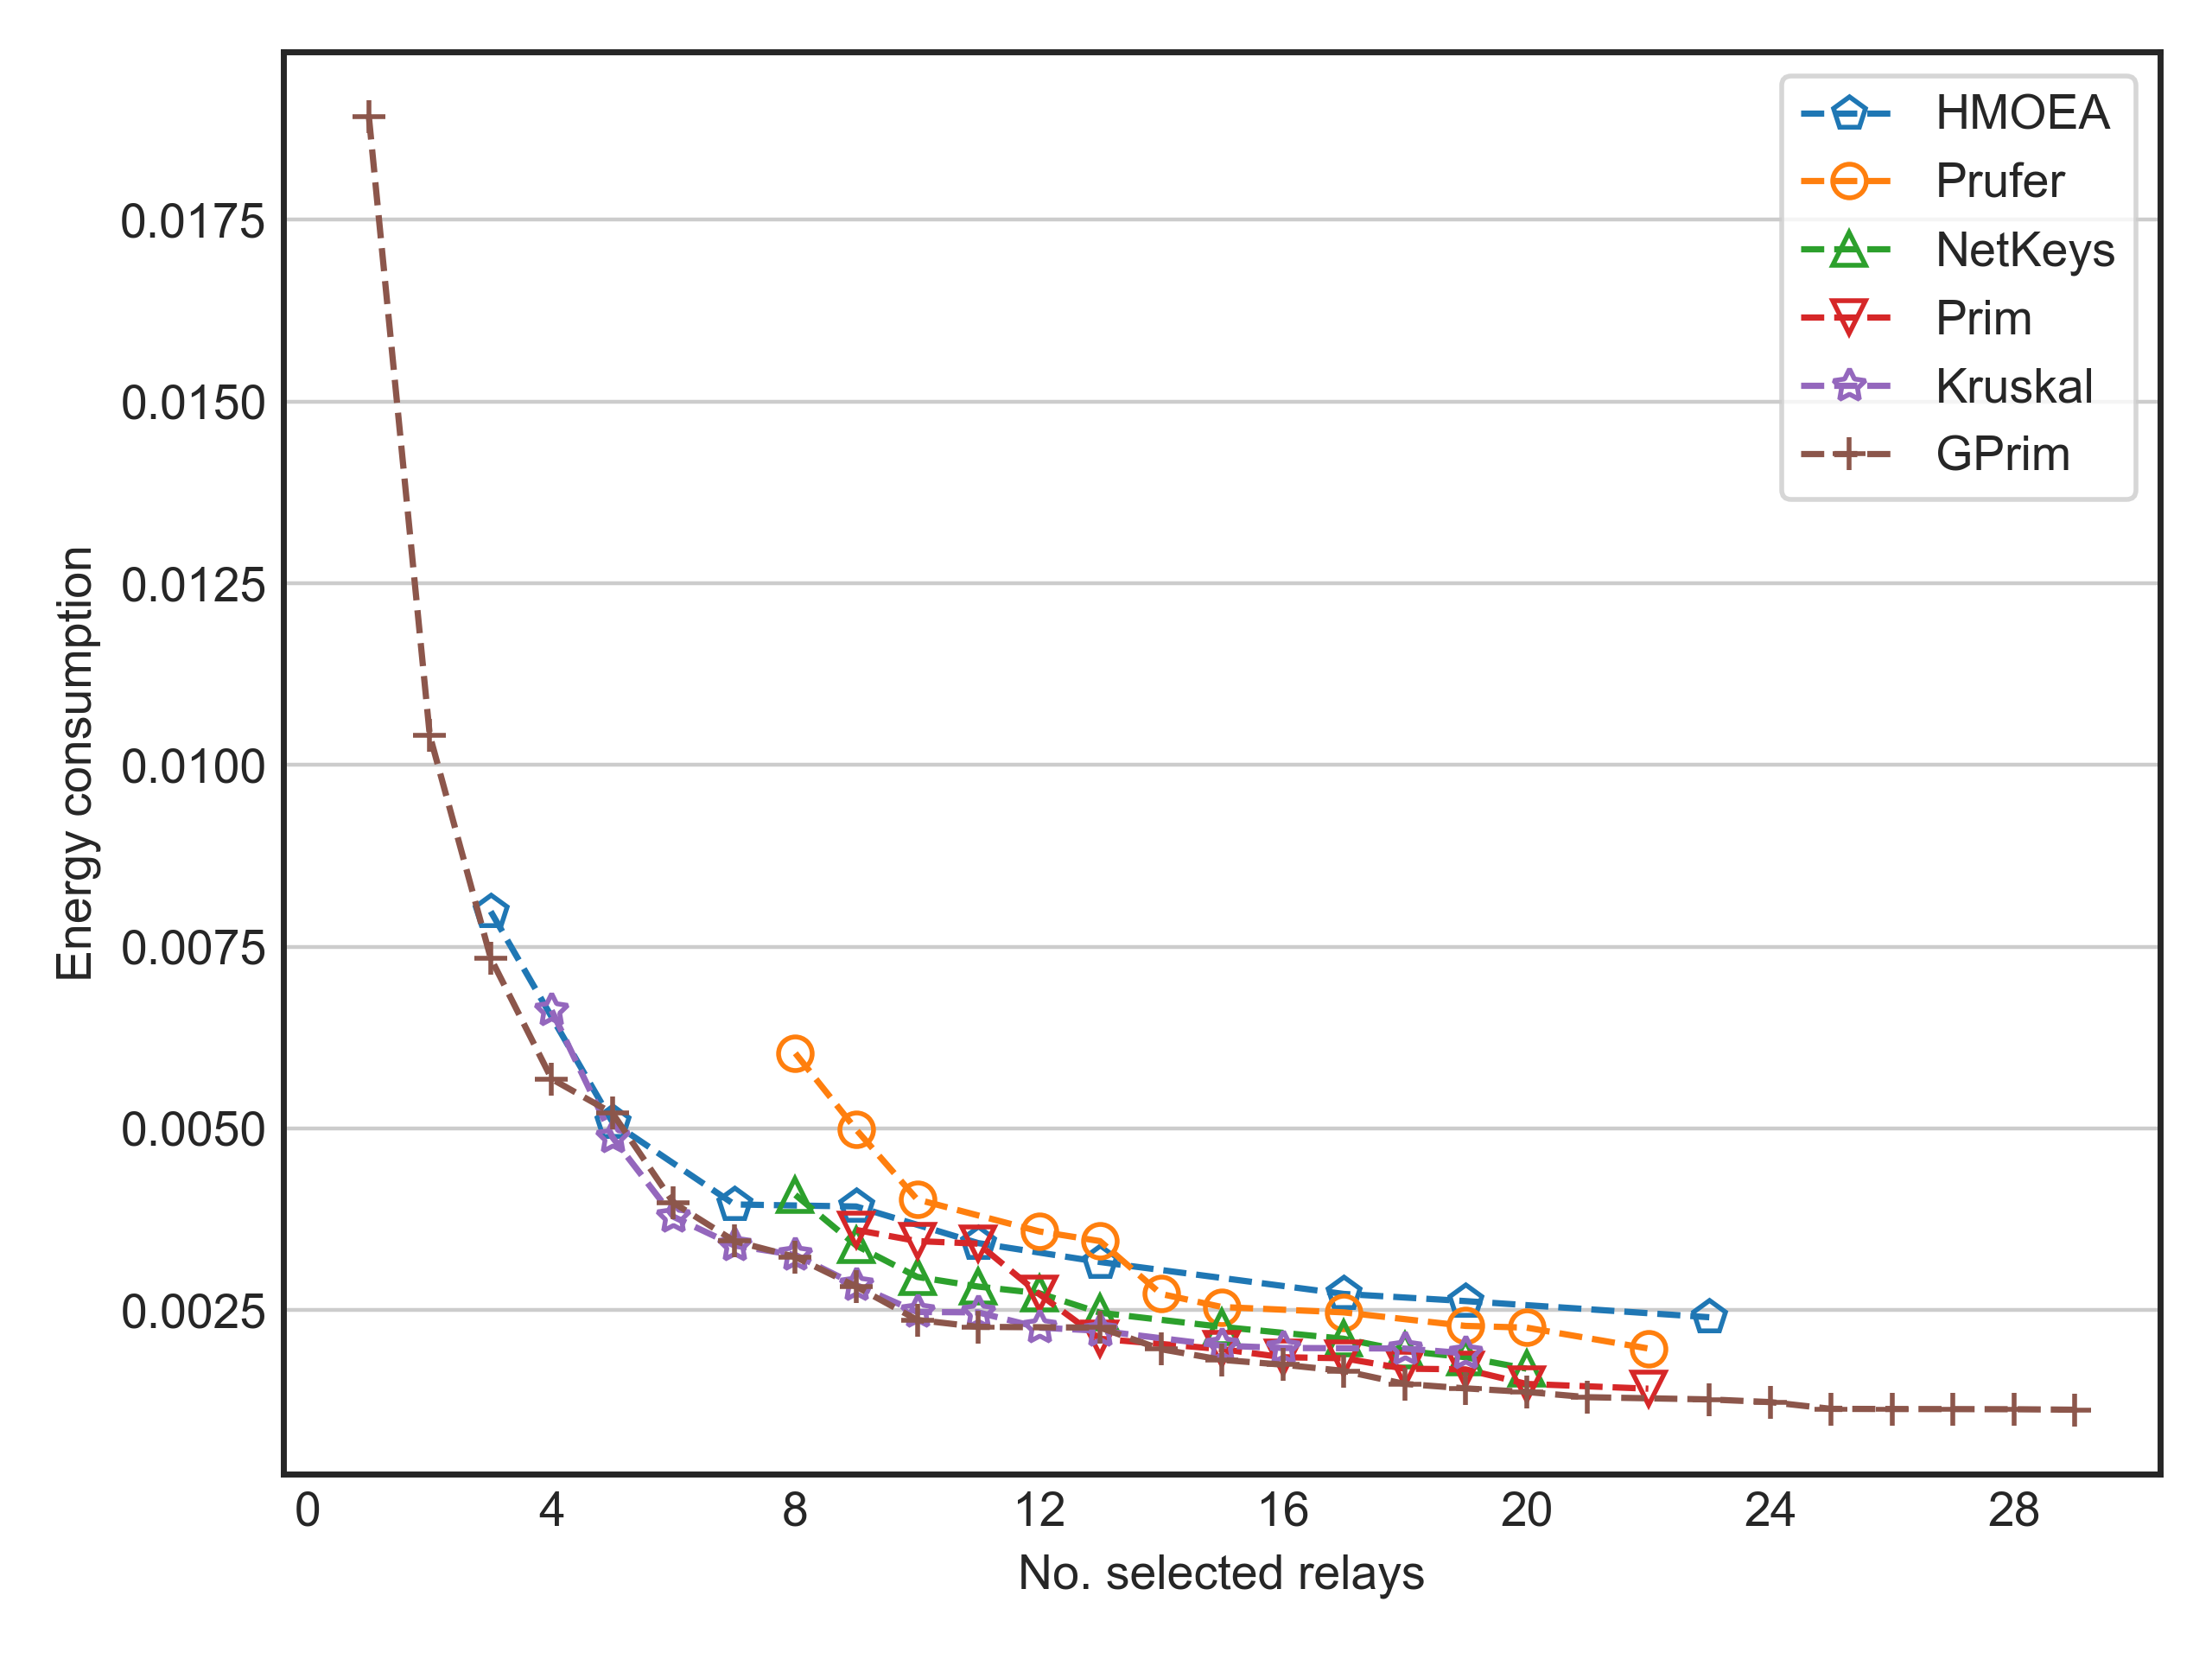 HMOEA
Prufer
NetKeys
Prim
Kruskal
GPrim
0.0175
0.0150
0.0125
0.0100
0.0075
0.0050
0.0025
Energy consumption
0 4 8 12 16 20 24 28
No. selected relays